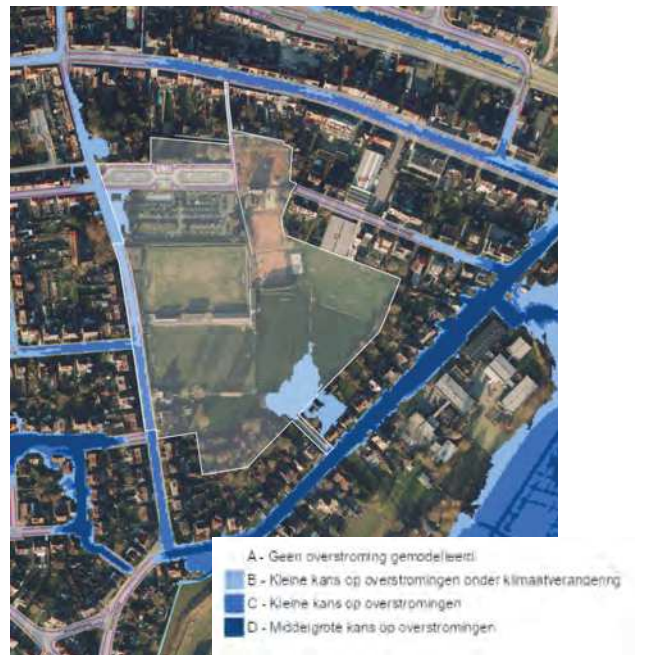 A - Geen overstroming gemodelleerd
B - Kleine kans op overstromingen onder klimaatverandering
C - Kleine kans op overstromingen
D - Middelgrote kans op overstromingen